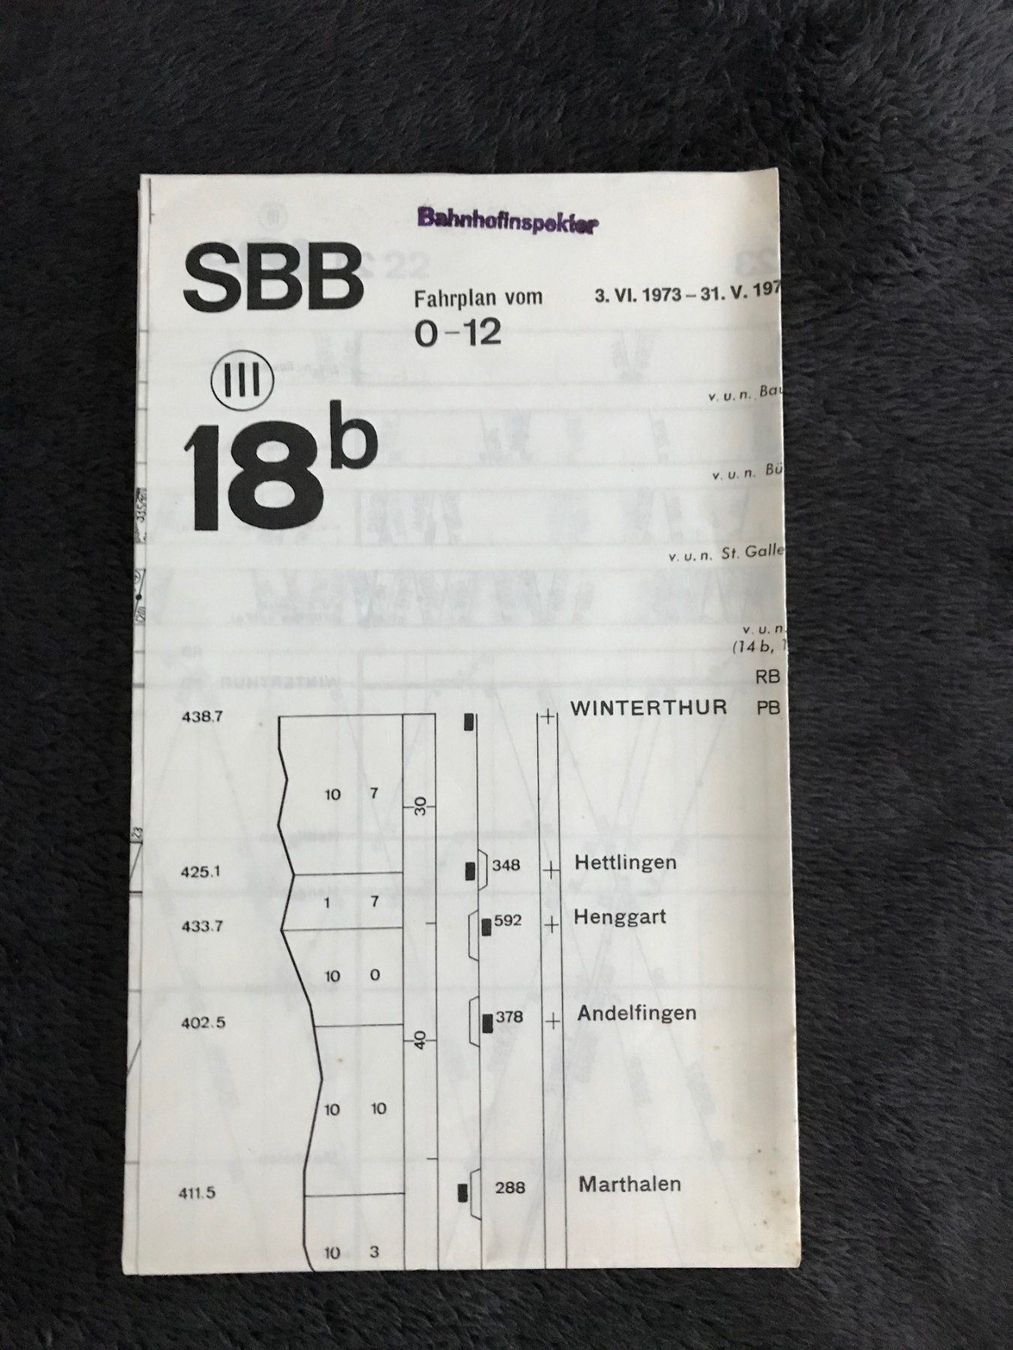 Bahnhofinspektor
SBB
Fahrplan vom 3. VI. 1973 – 31. V. 197
0–12
III
18b
v. u. n. Bau
v. u. n. Bü
v. u. n. St. Galle
v. u. n.
(14 b, 1
RB
438.7 WINTERTHUR PB
10 7
30
425.1 348 Hettlingen
1 7
433.7 592 Henggart
10 0
402.5 378 Andelfingen
40
10 10
411.5 288 Marthalen
10 3